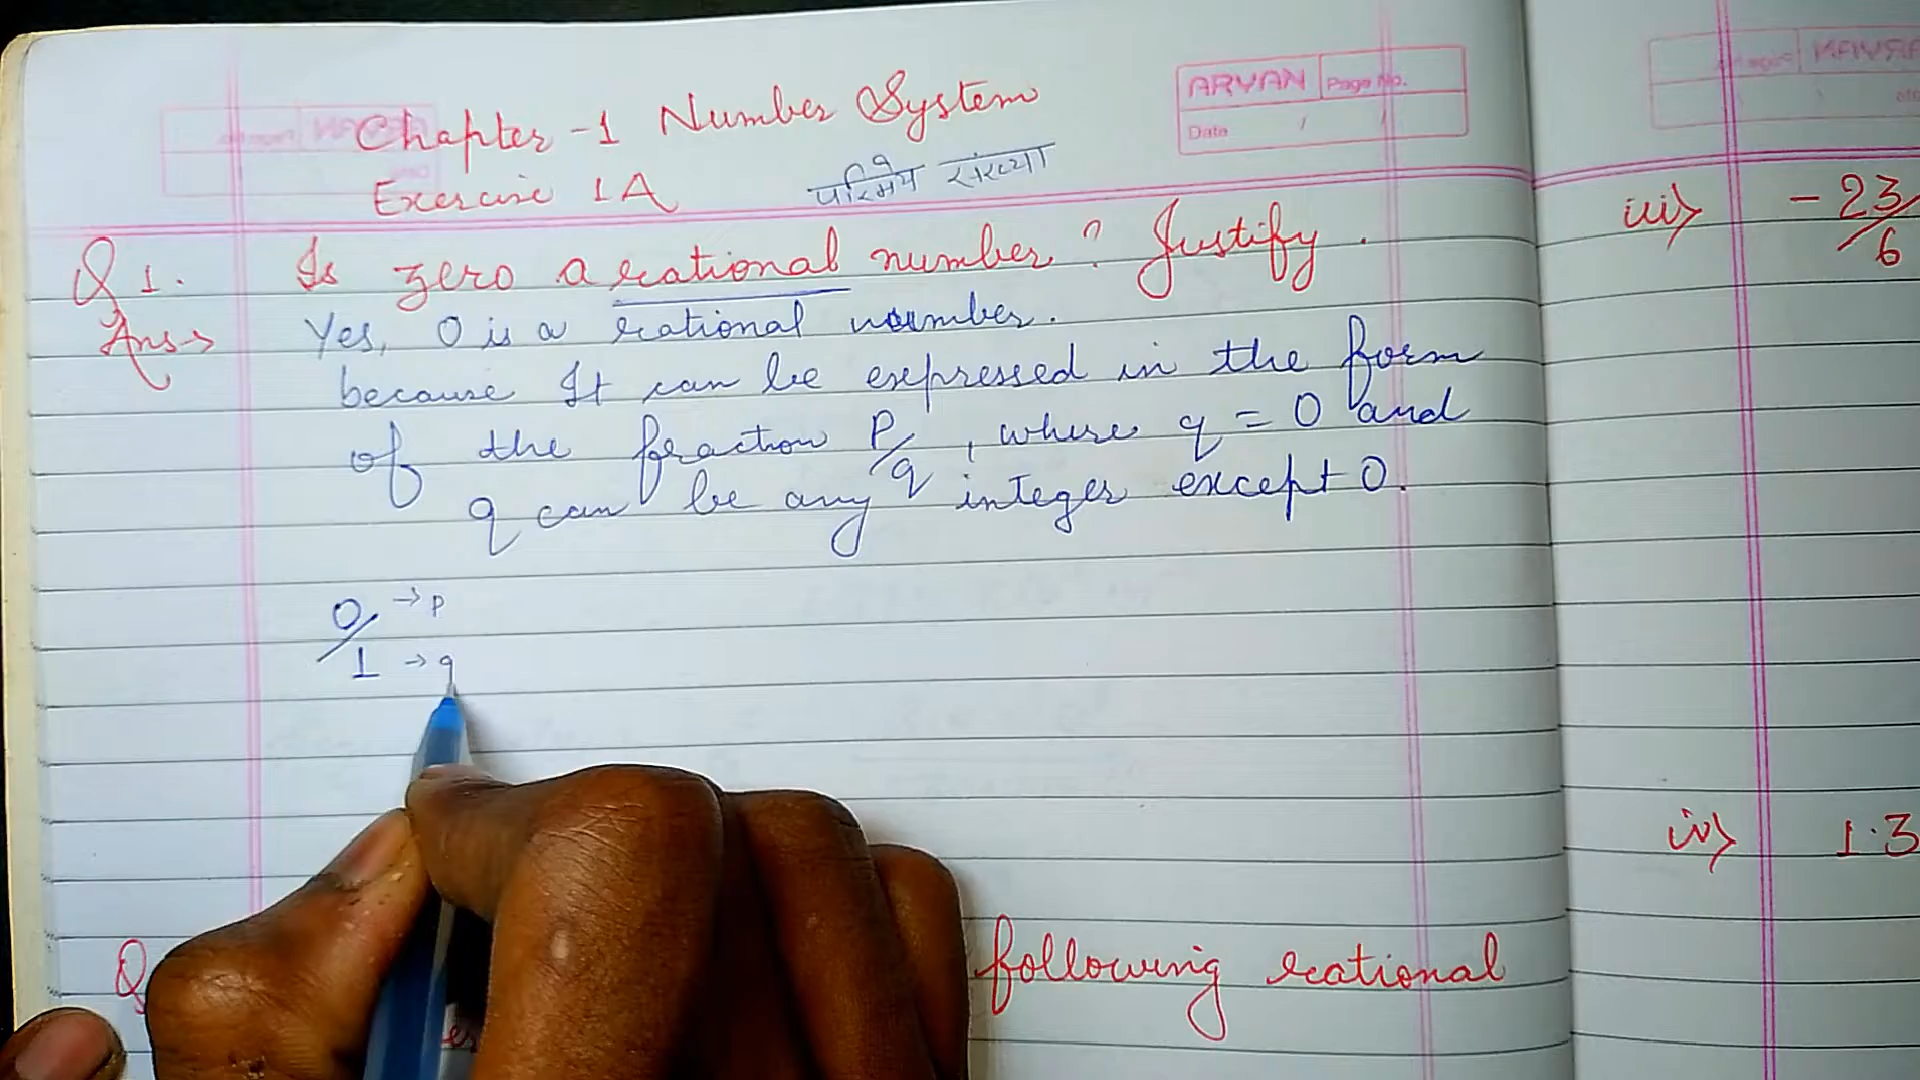 Chapter -1 Number System
ARYAN Page No.
Date / /
Exercise 1A परिमेय संख्या
Q 1. Is zero a rational number? Justify.
Ans→ Yes, 0 is a rational number.
because It can be expressed in the form
of the fraction P/q, where q = 0 and
q can be any integer except 0.
0/ → p
1 → q
following rational
iii> -23/6
iv> 1.3